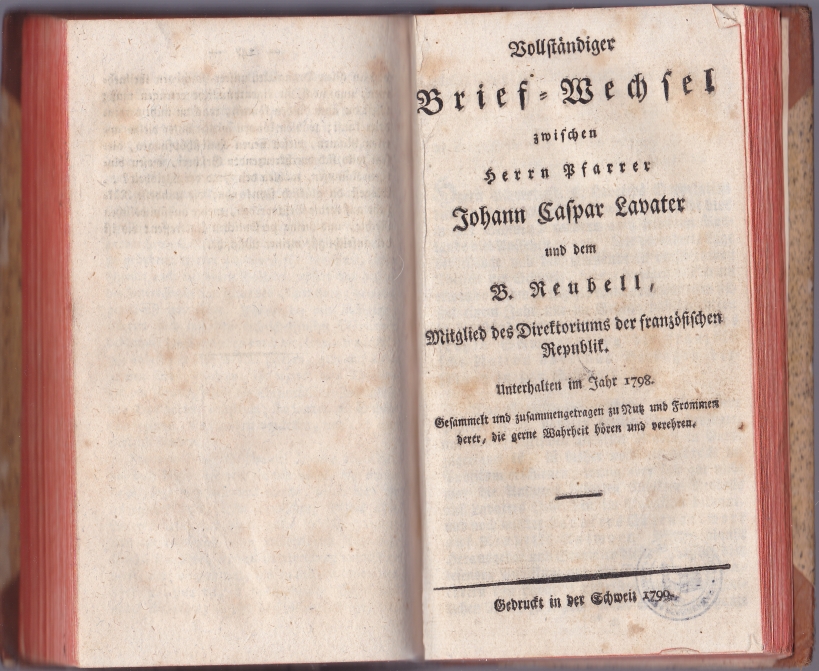 Vollständiger
Brief-Wechsel
zwischen
Herrn Pfarrer
Johann Caspar Lavater
und dem
B. Reubell,
Mitglied des Direktoriums der französischen
Republik.
Unterhalten im Jahr 1798.
Gesammelt und zusammengetragen zu Nutz und Frommen
derer, die gerne Wahrheit hören und verehren.
Gedruckt in der Schweiz 1799.